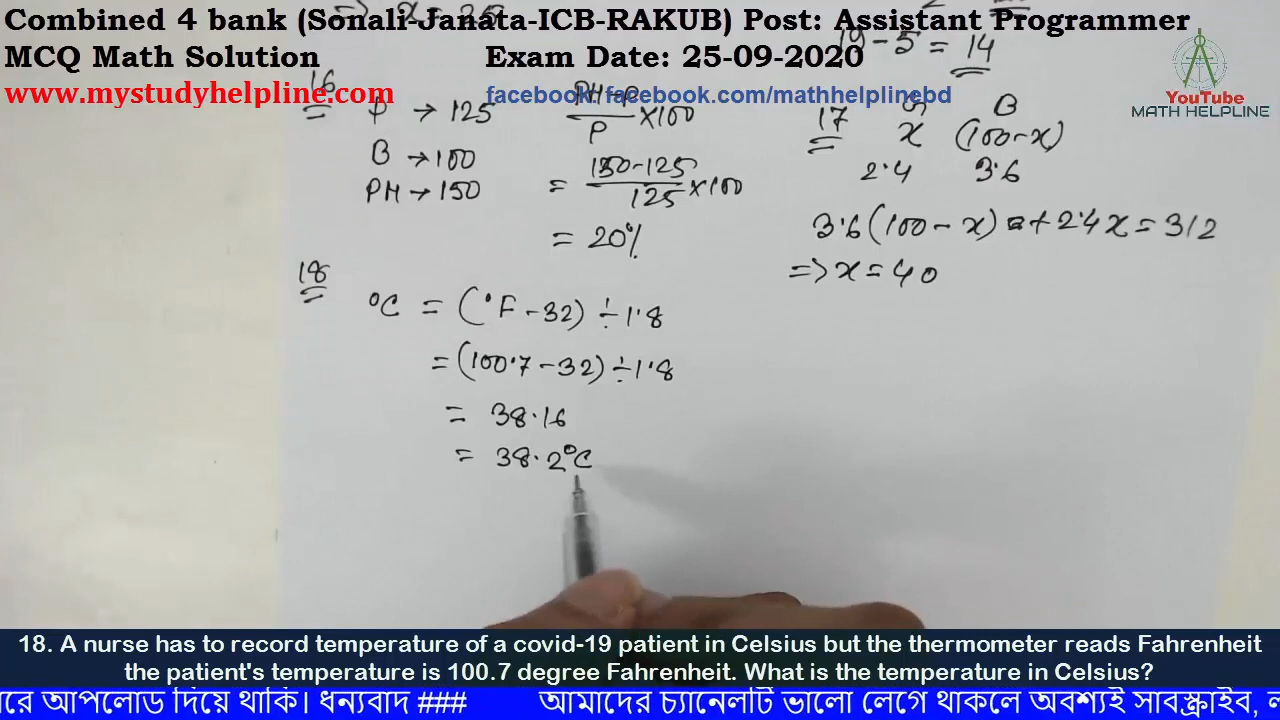 => x = 25
Combined 4 bank (Sonali-Janata-ICB-RAKUB) Post: Assistant Programmer
MCQ Math Solution Exam Date: 25-09-2020
19 - 5 = 14
www.mystudyhelpline.com
facebook: facebook.com/mathhelplinebd
YouTube
MATH HELPLINE
16
P → 125
PH - P / P × 100
B → 100
PH → 150
= 150-125 / 125 × 100
= 20%
17
B
x (100-x)
2.4 3.6
3.6(100-x) + 2.4x = 312
=> x = 40
18
°C = (°F - 32) ÷ 1.8
= (100.7 - 32) ÷ 1.8
= 38.16
= 38.2°C
18. A nurse has to record temperature of a covid-19 patient in Celsius but the thermometer reads Fahrenheit
the patient's temperature is 100.7 degree Fahrenheit. What is the temperature in Celsius?
আপলোড দিয়ে থাকি। ধন্যবাদ ### আমাদের চ্যানেলটি ভালো লেগে থাকলে অবশ্যই সাবস্ক্রাইব,